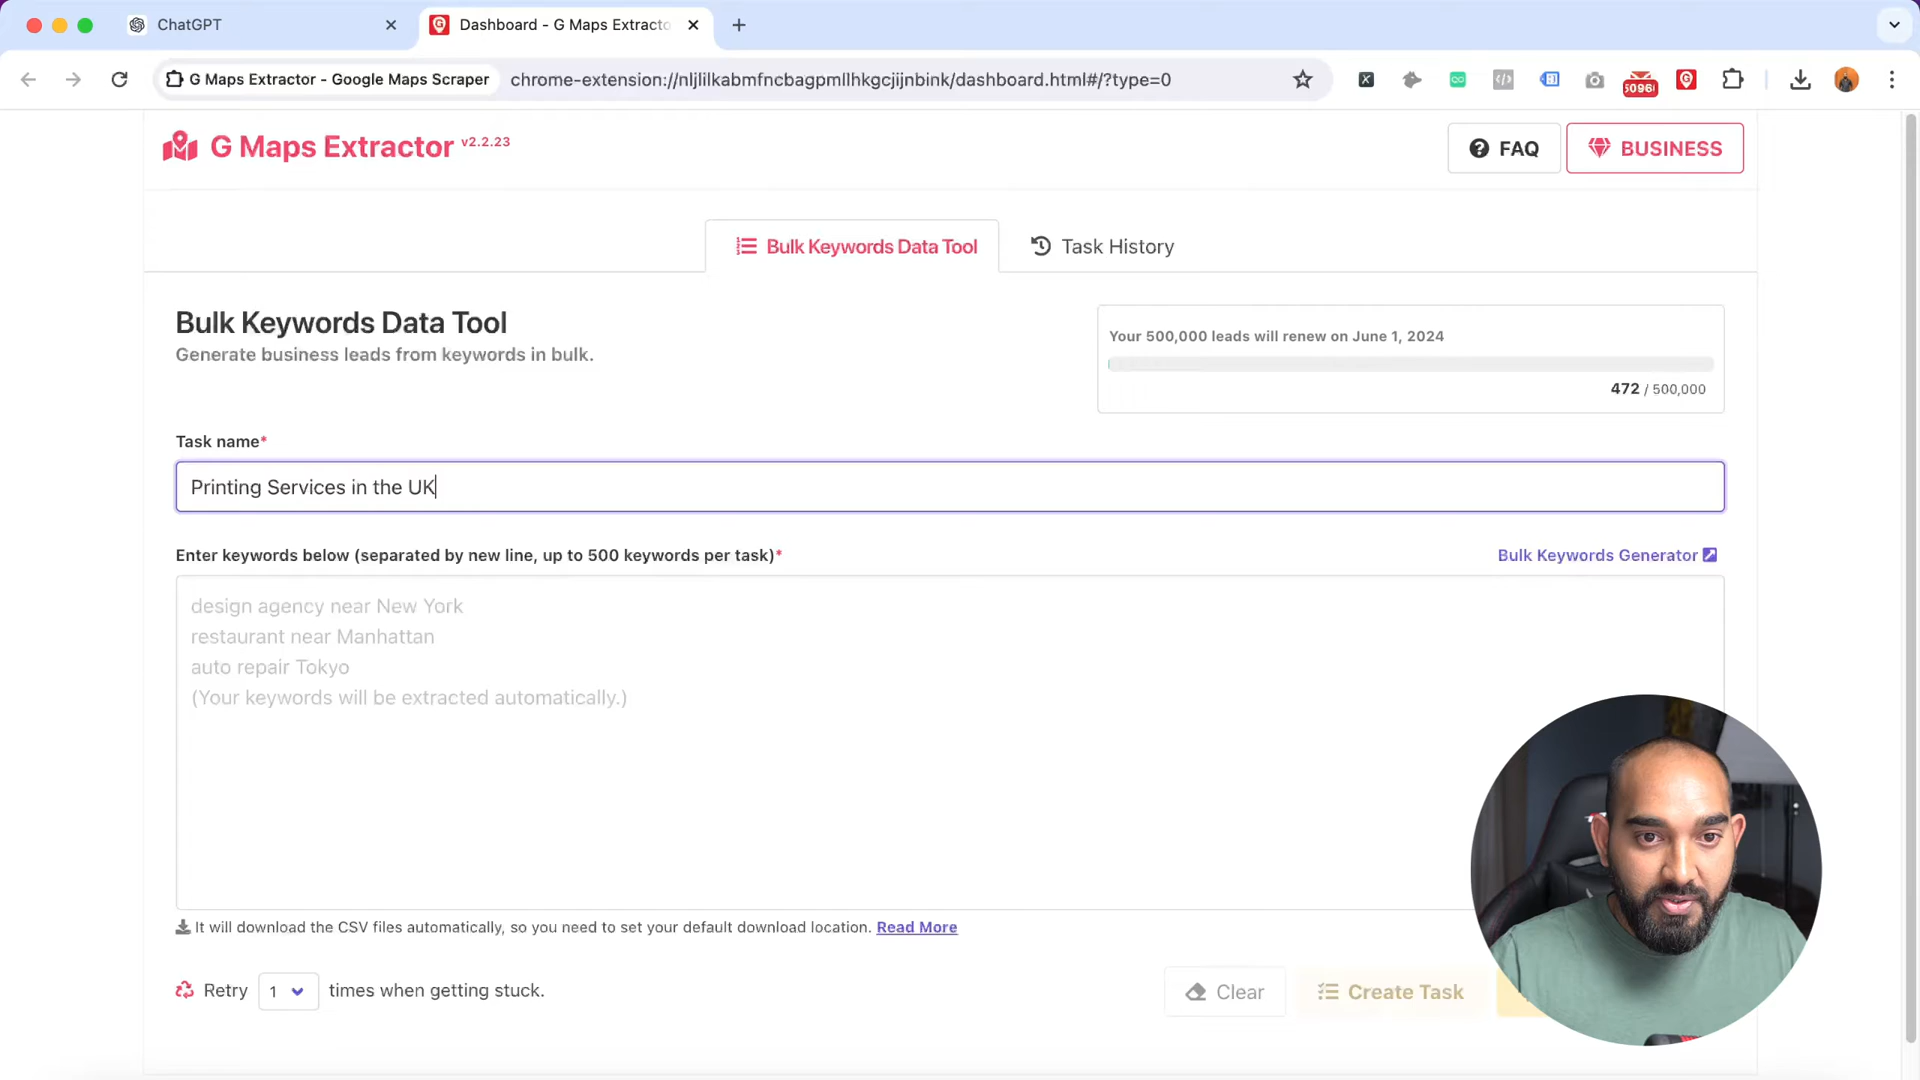 ChatGPT
Dashboard - G Maps Extracto
G Maps Extractor - Google Maps Scraper
chrome-extension://nljlilkabmfncbagpmllhkgcjijnbink/dashboard.html#/?type=0
5096
G Maps Extractor v2.2.23
FAQ
BUSINESS
Bulk Keywords Data Tool
Task History
Bulk Keywords Data Tool
Generate business leads from keywords in bulk.
Your 500,000 leads will renew on June 1, 2024
472 / 500,000
Task name*
Printing Services in the UK
Enter keywords below (separated by new line, up to 500 keywords per task)*
Bulk Keywords Generator
design agency near New York
restaurant near Manhattan
auto repair Tokyo
(Your keywords will be extracted automatically.)
It will download the CSV files automatically, so you need to set your default download location. Read More
Retry 1 times when getting stuck.
Clear
Create Task